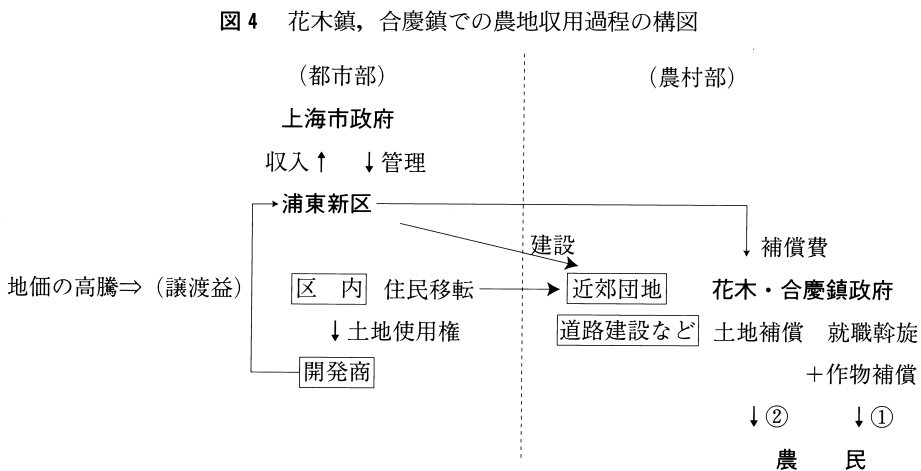 図4　花木鎮，合慶鎮での農地収用過程の構図
（都市部）　（農村部）
上海市政府
収入↑　↓管理
浦東新区
建設　補償費
地価の高騰⇒（譲渡益）　区　内　住民移転　近郊団地　花木・合慶鎮政府
↓土地使用権　道路建設など　土地補償　就職斡旋
開発商　＋作物補償
↓②　↓①
農　民